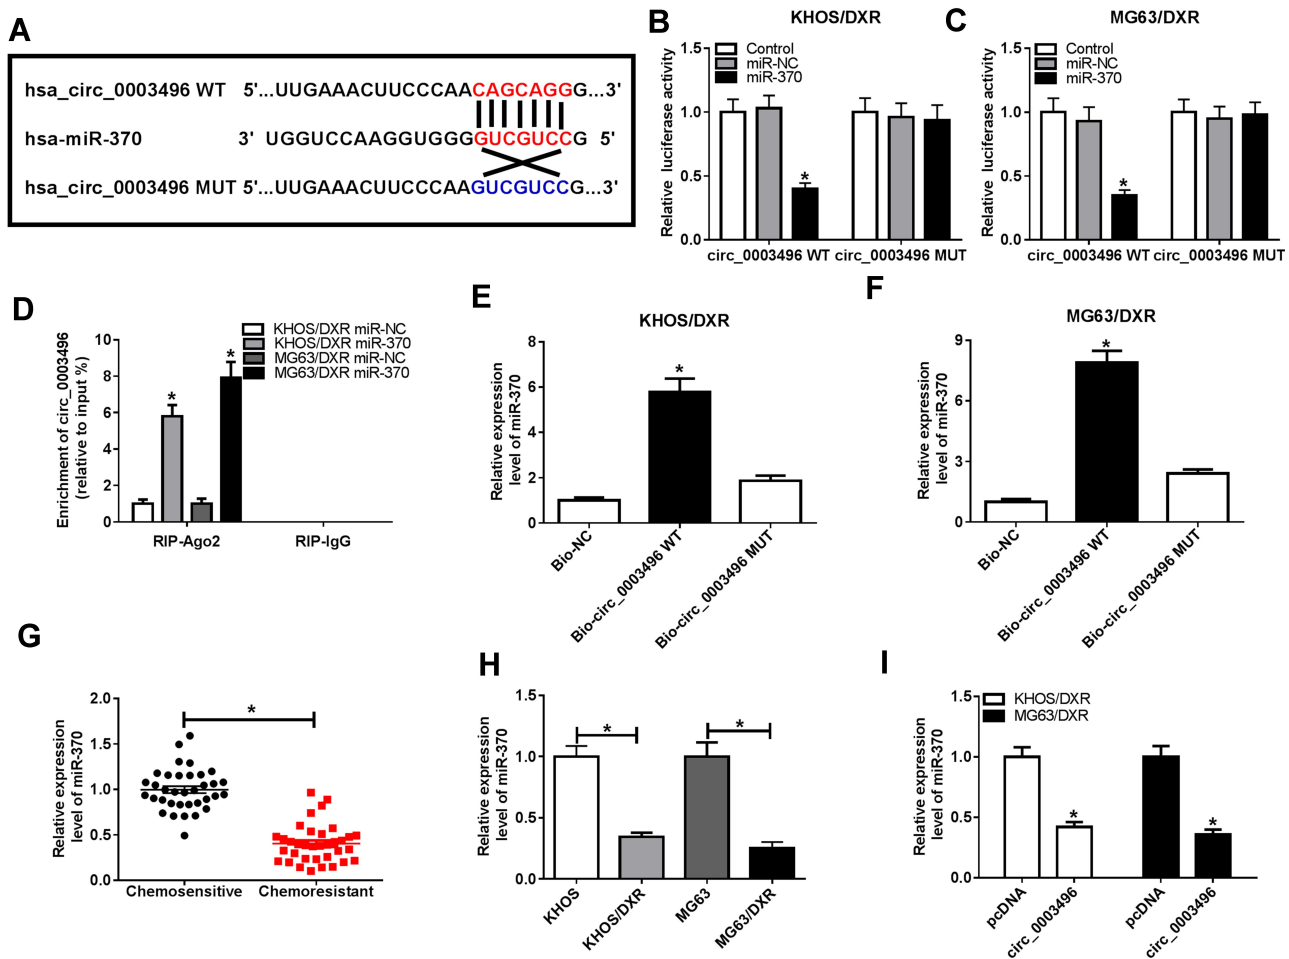 A
hsa_circ_0003496 WT 5'...UUGAAACUUCCCAACAGCAGGG...3'
hsa-miR-370 3' UGGUCCAAGGUGGGGUCGUCCG 5'
hsa_circ_0003496 MUT 5'...UUGAAACUUCCCAAGUCGUCCG...3'
B
KHOS/DXR
Relative luciferase activity
1.5
1.0
0.5
0.0
Control
miR-NC
miR-370
*
circ_0003496 WT circ_0003496 MUT
C
MG63/DXR
Relative luciferase activity
1.5
1.0
0.5
0.0
Control
miR-NC
miR-370
*
circ_0003496 WT circ_0003496 MUT
D
Enrichment of circ_0003496
(relative to input %)
10
8
6
4
2
0
KHOS/DXR miR-NC
KHOS/DXR miR-370
MG63/DXR miR-NC
MG63/DXR miR-370
* *
RIP-Ago2 RIP-IgG
E
KHOS/DXR
Relative expression
level of miR-370
8
6
4
2
0
*
Bio-NC
Bio-circ_0003496 WT
Bio-circ_0003496 MUT
F
MG63/DXR
Relative expression
level of miR-370
9
6
3
0
*
Bio-NC
Bio-circ_0003496 WT
Bio-circ_0003496 MUT
G
Relative expression
level of miR-370
2.0
1.5
1.0
0.5
0.0
*
Chemosensitive Chemoresistant
H
Relative expression
level of miR-370
1.5
1.0
0.5
0.0
* *
KHOS
KHOS/DXR
MG63
MG63/DXR
I
Relative expression
level of miR-370
1.5
1.0
0.5
0.0
KHOS/DXR
MG63/DXR
* *
pcDNA
circ_0003496
pcDNA
circ_0003496